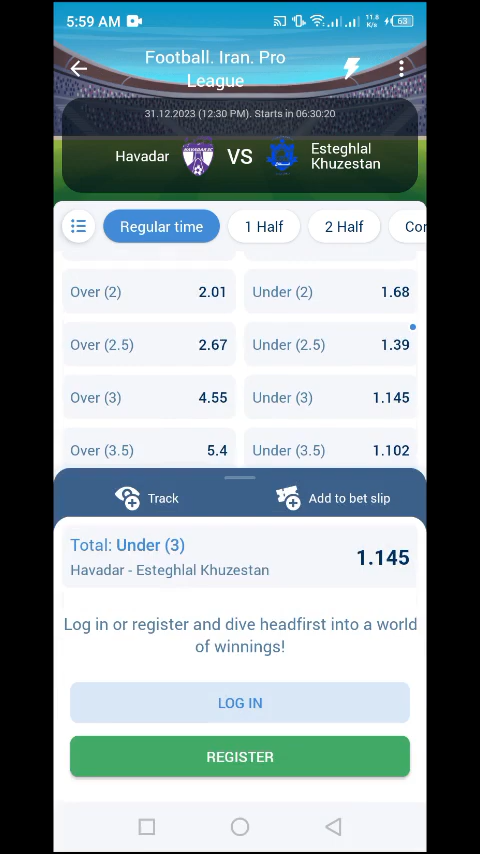 5:59 AM
11.8 K/s
63
Football. Iran. Pro
League
31.12.2023 (12:30 PM). Starts in 06:30:20
Havadar VS Esteghlal
Khuzestan
Regular time 1 Half 2 Half Cor
Over (2) 2.01 Under (2) 1.68
Over (2.5) 2.67 Under (2.5) 1.39
Over (3) 4.55 Under (3) 1.145
Over (3.5) 5.4 Under (3.5) 1.102
Track Add to bet slip
Total: Under (3)
1.145
Havadar - Esteghlal Khuzestan
Log in or register and dive headfirst into a world
of winnings!
LOG IN
REGISTER